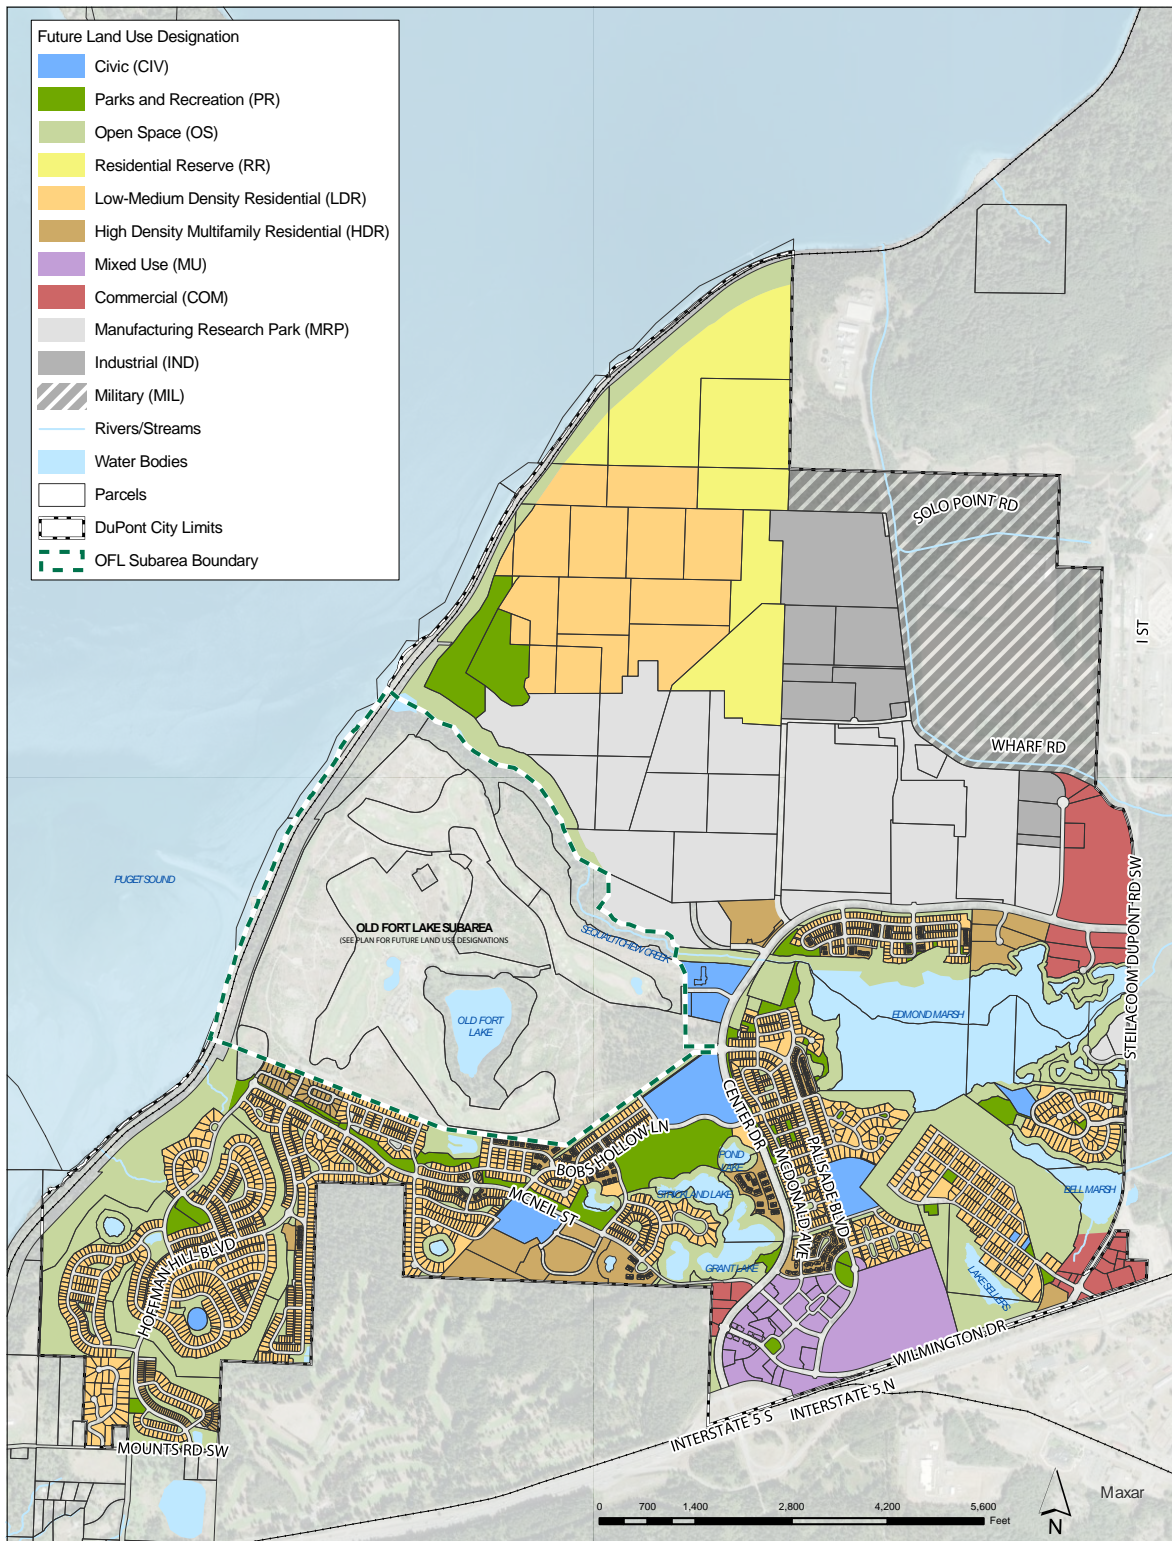 Future Land Use Designation
Civic (CIV)
Parks and Recreation (PR)
Open Space (OS)
Residential Reserve (RR)
Low-Medium Density Residential (LDR)
High Density Multifamily Residential (HDR)
Mixed Use (MU)
Commercial (COM)
Manufacturing Research Park (MRP)
Industrial (IND)
Military (MIL)
Rivers/Streams
Water Bodies
Parcels
DuPont City Limits
OFL Subarea Boundary
SOLO POINT RD
I ST
WHARF RD
PUGET SOUND
OLD FORT LAKE SUBAREA
(SEE PLAN FOR FUTURE LAND USE DESIGNATIONS
SEQUALITCHEW CREEK
STEILACOOM DUPONT RD SW
OLD FORT
LAKE
EDMOND MARSH
CENTER DR
MCDONALD AVE
PALISADE BLVD
BOBS HOLLOW LN
POND
LAKE
MCNEIL ST
STRICKLAND LAKE
BELL MARSH
HOFFMAN HILL BLVD
GRANT LAKE
LAKE SELLERS
WILMINGTON DR
INTERSTATE 5 S
INTERSTATE 5 N
MOUNTS RD SW
0 700 1,400 2,800 4,200 5,600
Feet
N
Maxar